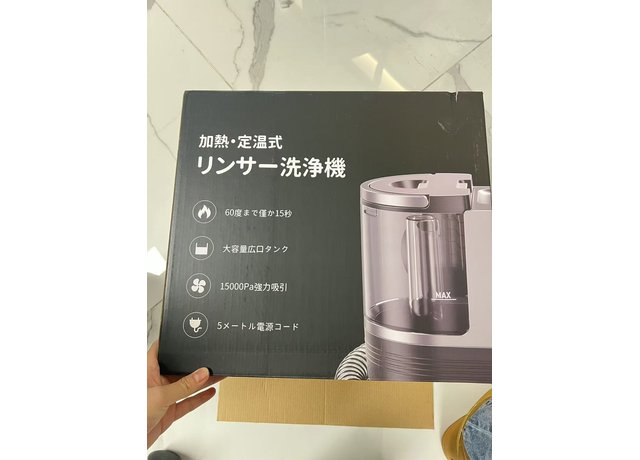 加熱・定温式
リンサー洗浄機
60度まで僅か15秒
大容量広口タンク
15000Pa強力吸引
5メートル電源コード
MAX